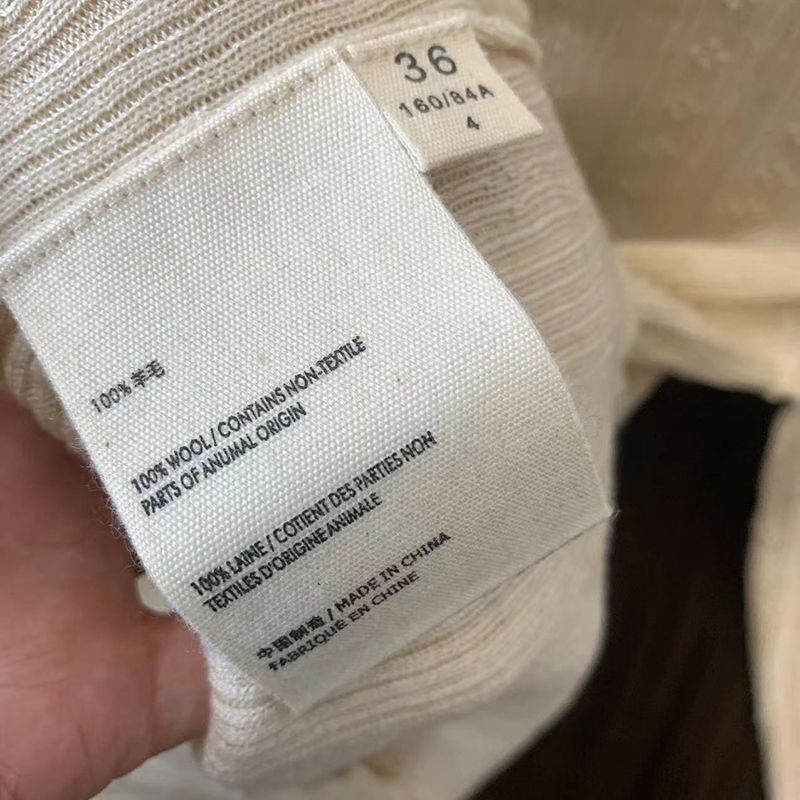 36
160/84A
4
100% 羊毛
100% WOOL / CONTAINS NON-TEXTILE
PARTS OF ANUMAL ORIGIN
100% LAINE / COTIENT DES PARTIES NON
TEXTILES D'ORIGINE ANIMALE
中国制造 / MADE IN CHINA
FABRIQUE EN CHINE